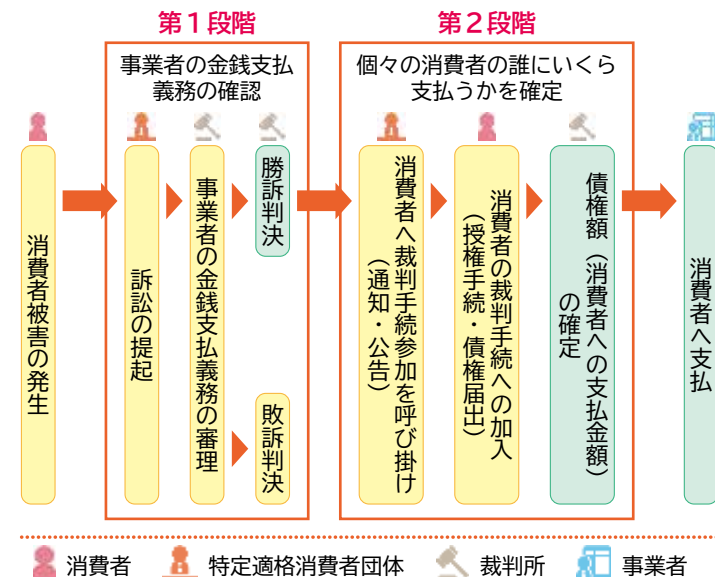 第1段階
事業者の金銭支払
義務の確認
第2段階
個々の消費者の誰にいくら
支払うかを確定
消費者被害の発生
訴訟の提起
事業者の金銭支払義務の審理
勝訴判決
敗訴判決
消費者へ裁判手続参加を呼び掛け
（通知・公告）
消費者の裁判手続への加入
（授権手続・債権届出）
債権額（消費者への支払金額）
の確定
消費者へ支払
消費者
特定適格消費者団体
裁判所
事業者